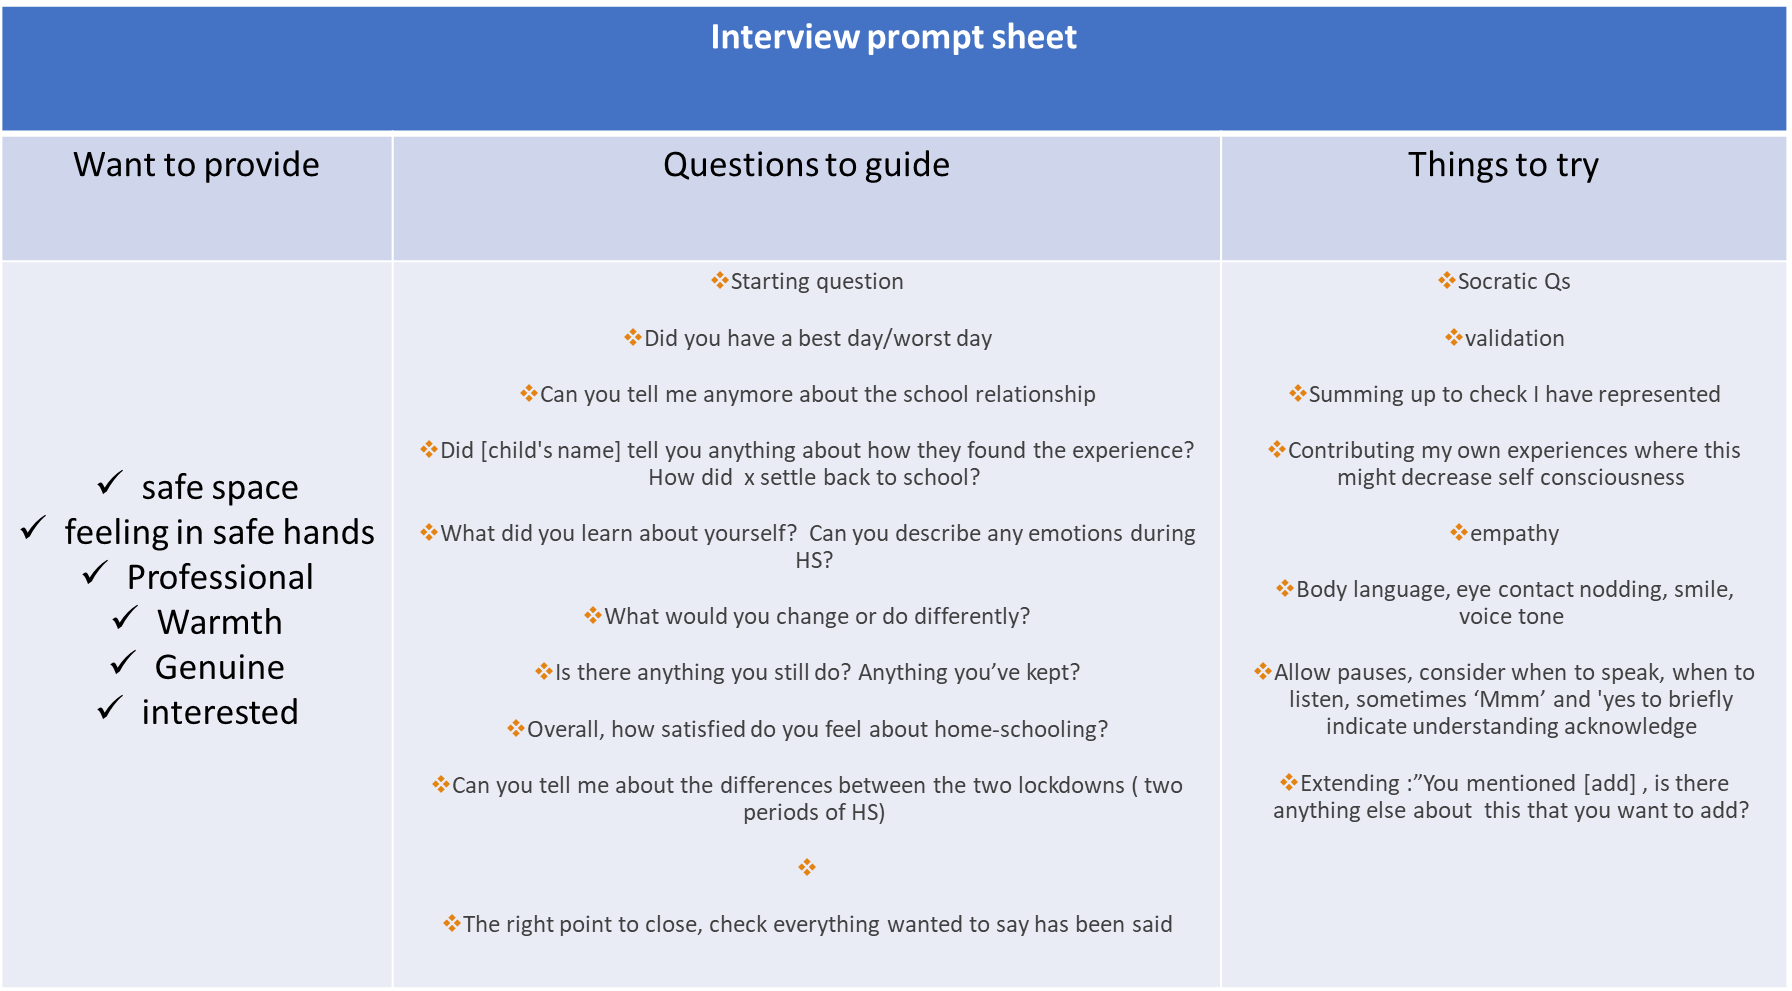 Interview prompt sheet
Want to provide
Questions to guide
Things to try
✓ safe space
✓ feeling in safe hands
✓ Professional
✓ Warmth
✓ Genuine
✓ interested
❖Starting question
❖Did you have a best day/worst day
❖Can you tell me anymore about the school relationship
❖Did [child's name] tell you anything about how they found the experience?
How did  x settle back to school?
❖What did you learn about yourself?  Can you describe any emotions during
HS?
❖What would you change or do differently?
❖Is there anything you still do? Anything you’ve kept?
❖Overall, how satisfied do you feel about home-schooling?
❖Can you tell me about the differences between the two lockdowns ( two
periods of HS)
❖
❖The right point to close, check everything wanted to say has been said
❖Socratic Qs
❖validation
❖Summing up to check I have represented
❖Contributing my own experiences where this
might decrease self consciousness
❖empathy
❖Body language, eye contact nodding, smile,
voice tone
❖Allow pauses, consider when to speak, when to
listen, sometimes ‘Mmm’ and 'yes to briefly
indicate understanding acknowledge
❖Extending :”You mentioned [add] , is there
anything else about  this that you want to add?